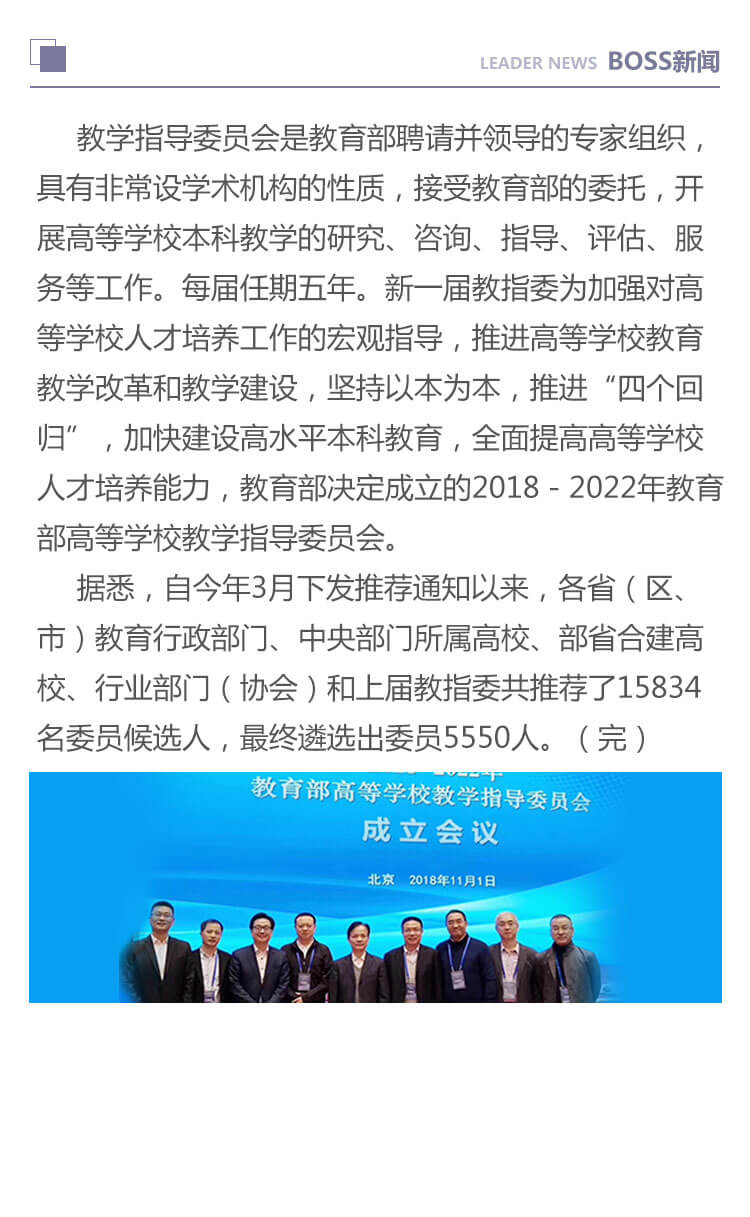 LEADER NEWS BOSS新闻
教学指导委员会是教育部聘请并领导的专家组织，
具有非常设学术机构的性质，接受教育部的委托，开
展高等学校本科教学的研究、咨询、指导、评估、服
务等工作。每届任期五年。新一届教指委为加强对高
等学校人才培养工作的宏观指导，推进高等学校教育
教学改革和教学建设，坚持以本为本，推进“四个回
归”，加快建设高水平本科教育，全面提高高等学校
人才培养能力，教育部决定成立的2018－2022年教育
部高等学校教学指导委员会。
据悉，自今年3月下发推荐通知以来，各省（区、
市）教育行政部门、中央部门所属高校、部省合建高
校、行业部门（协会）和上届教指委共推荐了15834
名委员候选人，最终遴选出委员5550人。（完）
2022年
教育部高等学校教学指导委员会
成立会议
北京 2018年11月1日